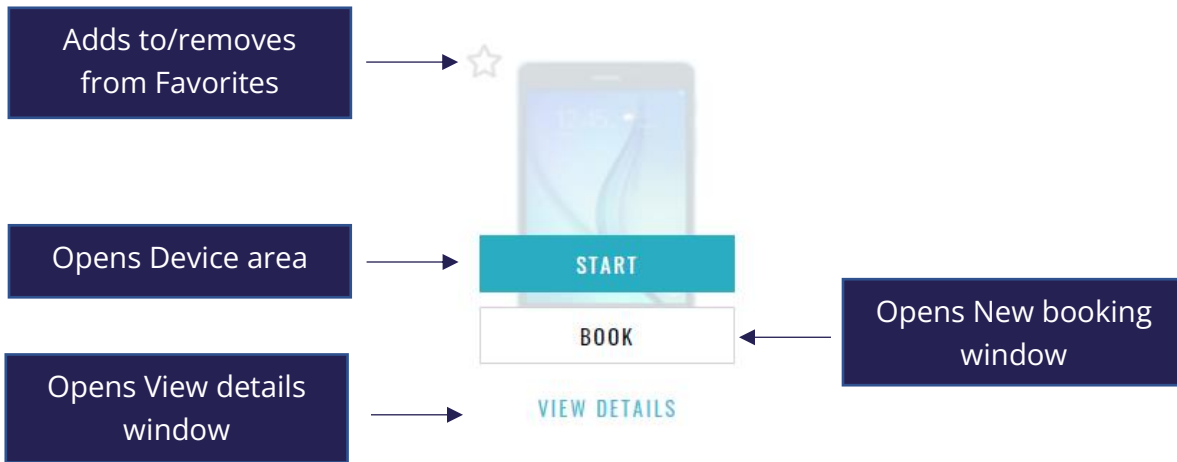 Adds to/removes
from Favorites
Opens Device area
START
BOOK
Opens New booking
window
Opens View details
window
VIEW DETAILS